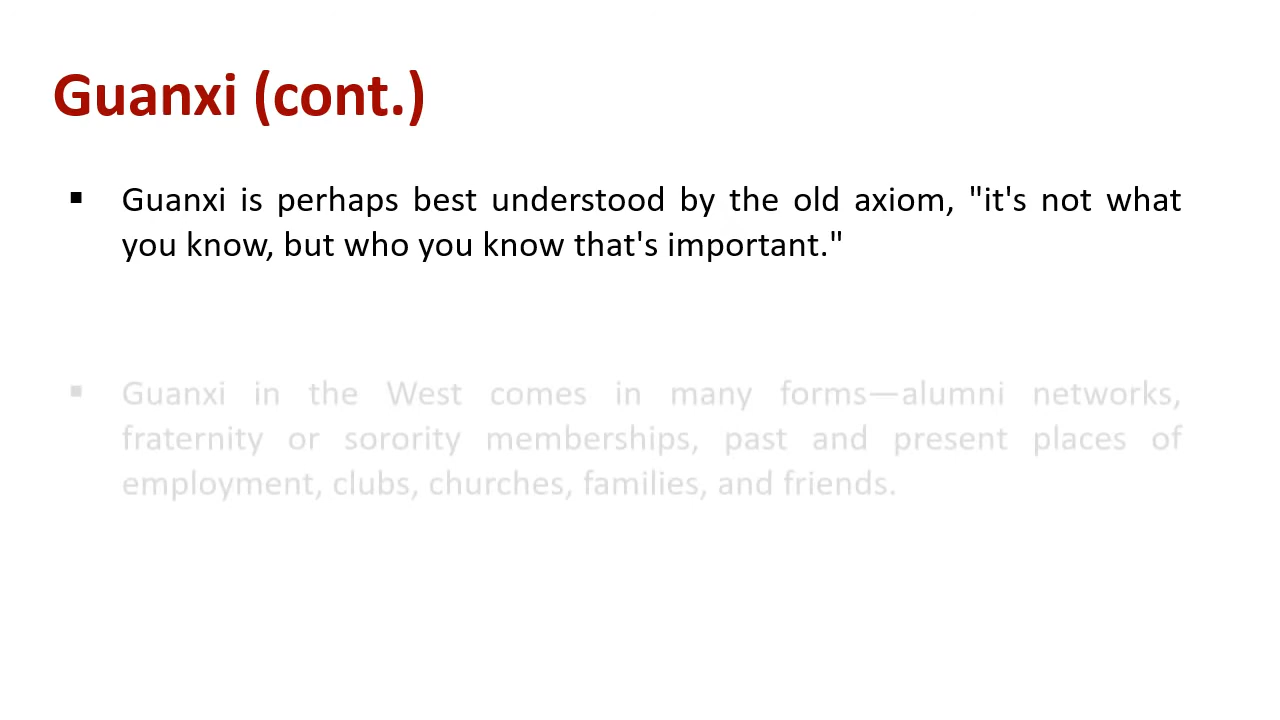 Guanxi (cont.)
▪ Guanxi is perhaps best understood by the old axiom, "it's not what
you know, but who you know that's important."
▪ Guanxi in the West comes in many forms—alumni networks,
fraternity or sorority memberships, past and present places of
employment, clubs, churches, families, and friends.